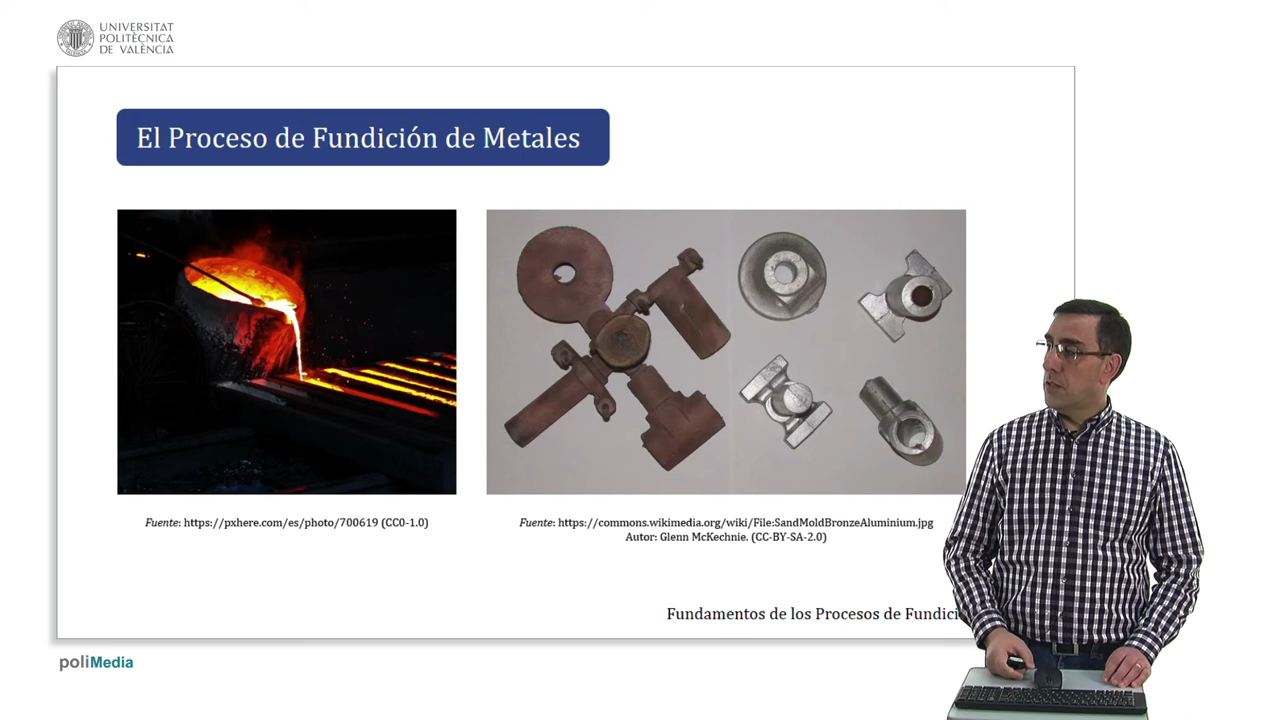 UNIVERSITAT
POLITÈCNICA
DE VALÈNCIA
El Proceso de Fundición de Metales
Fuente: https://pxhere.com/es/photo/700619 (CC0-1.0)
Fuente: https://commons.wikimedia.org/wiki/File:SandMoldBronzeAluminium.jpg
Autor: Glenn McKechnie. (CC-BY-SA-2.0)
Fundamentos de los Procesos de
poliMedia